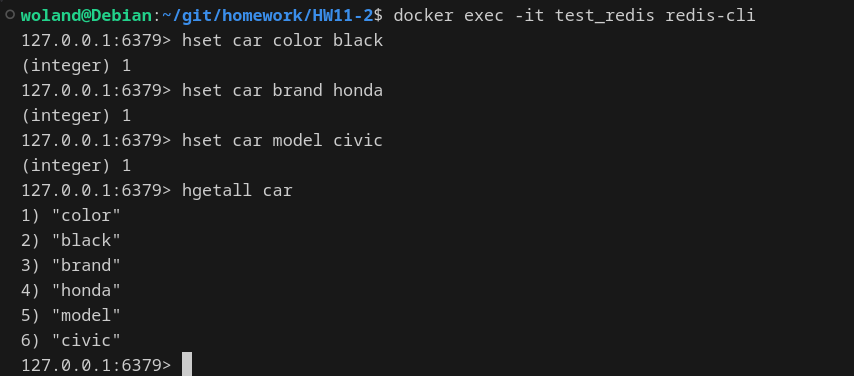 woland@Debian:~/git/homework/HW11-2$ docker exec -it test_redis redis-cli
127.0.0.1:6379> hset car color black
(integer) 1
127.0.0.1:6379> hset car brand honda
(integer) 1
127.0.0.1:6379> hset car model civic
(integer) 1
127.0.0.1:6379> hgetall car
1) "color"
2) "black"
3) "brand"
4) "honda"
5) "model"
6) "civic"
127.0.0.1:6379>